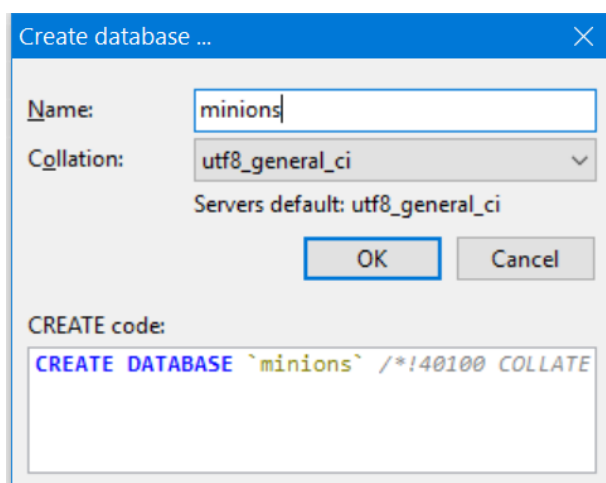 Create database ...
Name:
minions
Collation:
utf8_general_ci
Servers default: utf8_general_ci
OK
Cancel
CREATE code:
CREATE DATABASE `minions` /*!40100 COLLATE